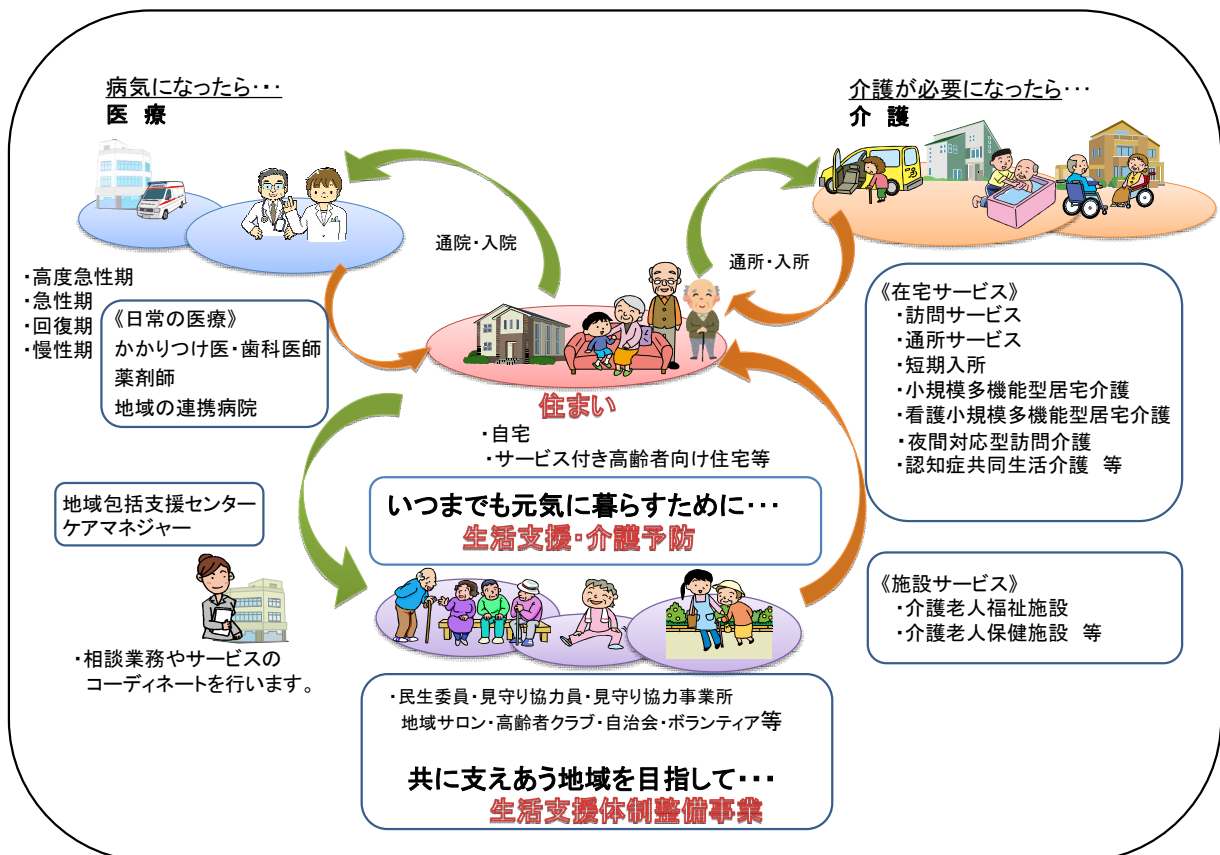 病気になったら・・・
医 療
介護が必要になったら・・・
介 護
通院・入院
通所・入所
・高度急性期
・急性期
・回復期
・慢性期
《日常の医療》
かかりつけ医・歯科医師
薬剤師
地域の連携病院
住まい
・自宅
・サービス付き高齢者向け住宅等
《在宅サービス》
・訪問サービス
・通所サービス
・短期入所
・小規模多機能型居宅介護
・看護小規模多機能型居宅介護
・夜間対応型訪問介護
・認知症共同生活介護 等
いつまでも元気に暮らすために・・・
生活支援・介護予防
地域包括支援センター
ケアマネジャー
・相談業務やサービスの
コーディネートを行います。
《施設サービス》
・介護老人福祉施設
・介護老人保健施設 等
・民生委員・見守り協力員・見守り協力事業所
地域サロン・高齢者クラブ・自治会・ボランティア等
共に支えあう地域を目指して・・・
生活支援体制整備事業